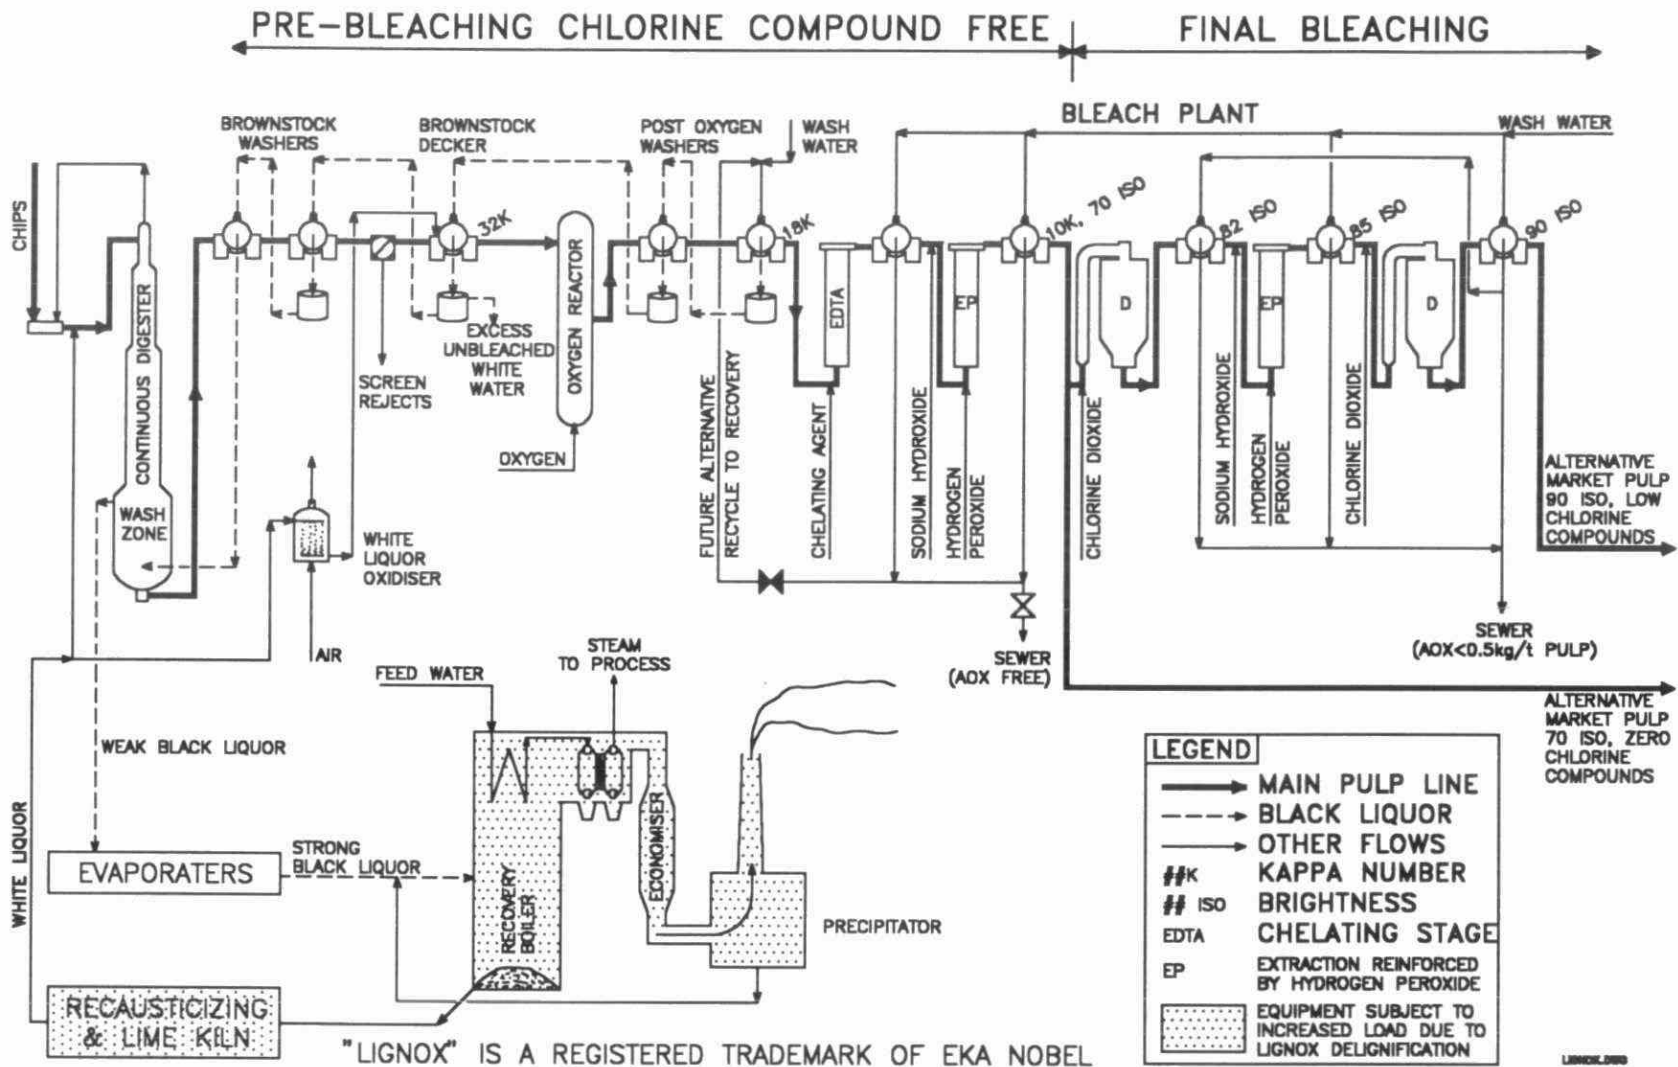 PRE-BLEACHING CHLORINE COMPOUND FREE
FINAL BLEACHING
BLEACH PLANT
BROWNSTOCK
WASHERS
BROWNSTOCK
DECKER
POST OXYGEN
WASHERS
WASH
WATER
WASH WATER
CHIPS
CONTINUOUS DIGESTER
WASH
ZONE
32K
18K
10K, 70 ISO
82 ISO
85 ISO
90 ISO
SCREEN
REJECTS
EXCESS
UNBLEACHED
WHITE
WATER
OXYGEN REACTOR
OXYGEN
EDTA
EP
D
EP
D
WHITE
LIQUOR
OXIDISER
AIR
FUTURE ALTERNATIVE
RECYCLE TO RECOVERY
CHELATING AGENT
SODIUM HYDROXIDE
HYDROGEN
PEROXIDE
CHLORINE DIOXIDE
SODIUM HYDROXIDE
HYDROGEN
PEROXIDE
CHLORINE DIOXIDE
ALTERNATIVE
MARKET PULP
90 ISO, LOW
CHLORINE
COMPOUNDS
SEWER
(AOX FREE)
SEWER
(AOX<0.5kg/t PULP)
ALTERNATIVE
MARKET PULP
70 ISO, ZERO
CHLORINE
COMPOUNDS
FEED WATER
STEAM
TO PROCESS
WEAK BLACK LIQUOR
WHITE LIQUOR
EVAPORATERS
STRONG
BLACK LIQUOR
RECOVERY
BOILER
ECONOMISER
PRECIPITATOR
RECAUSTICIZING
& LIME KILN
LEGEND
MAIN PULP LINE
BLACK LIQUOR
OTHER FLOWS
##K KAPPA NUMBER
## ISO BRIGHTNESS
EDTA CHELATING STAGE
EP EXTRACTION REINFORCED
BY HYDROGEN PEROXIDE
EQUIPMENT SUBJECT TO
INCREASED LOAD DUE TO
LIGNOX DELIGNIFICATION
"LIGNOX" IS A REGISTERED TRADEMARK OF EKA NOBEL